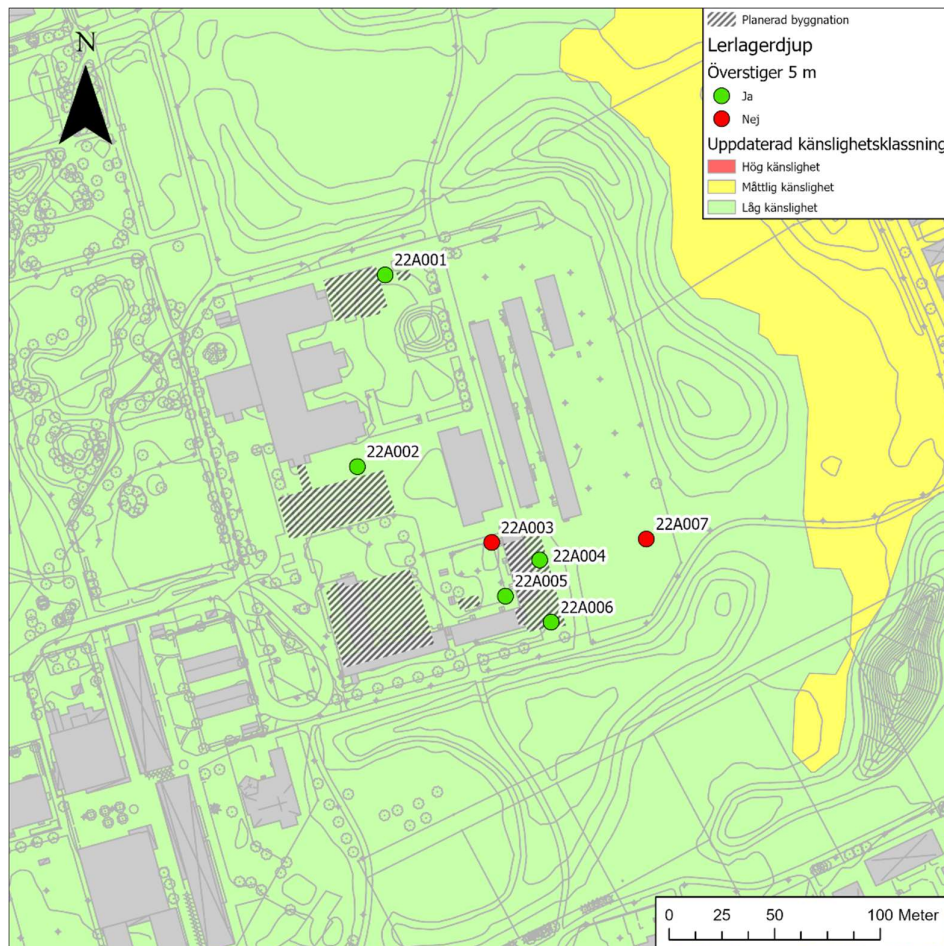 N
Planerad byggnation
Lerlagerdjup
Överstiger 5 m
Ja
Nej
Uppdaterad känslighetsklassning
Hög känslighet
Måttlig känslighet
Låg känslighet
22A001
22A002
22A003
22A007
22A004
22A005
22A006
0 25 50 100 Meter